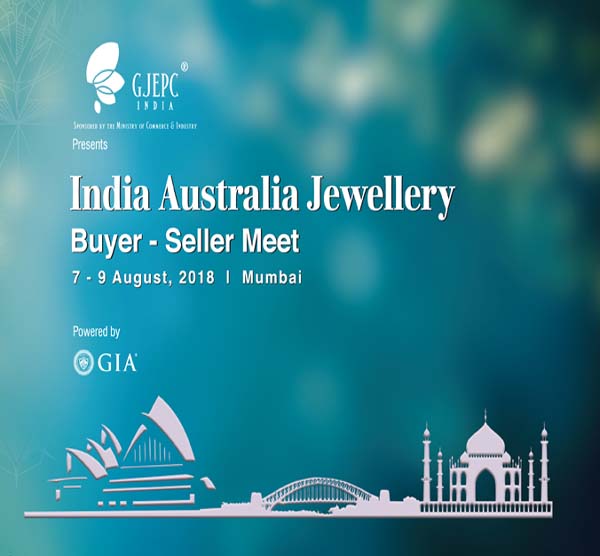 GJEPC®
INDIA
SPONSORED BY THE MINISTRY OF COMMERCE & INDUSTRY
Presents
India Australia Jewellery
Buyer - Seller Meet
7 - 9 August, 2018 | Mumbai
Powered by
GIA®